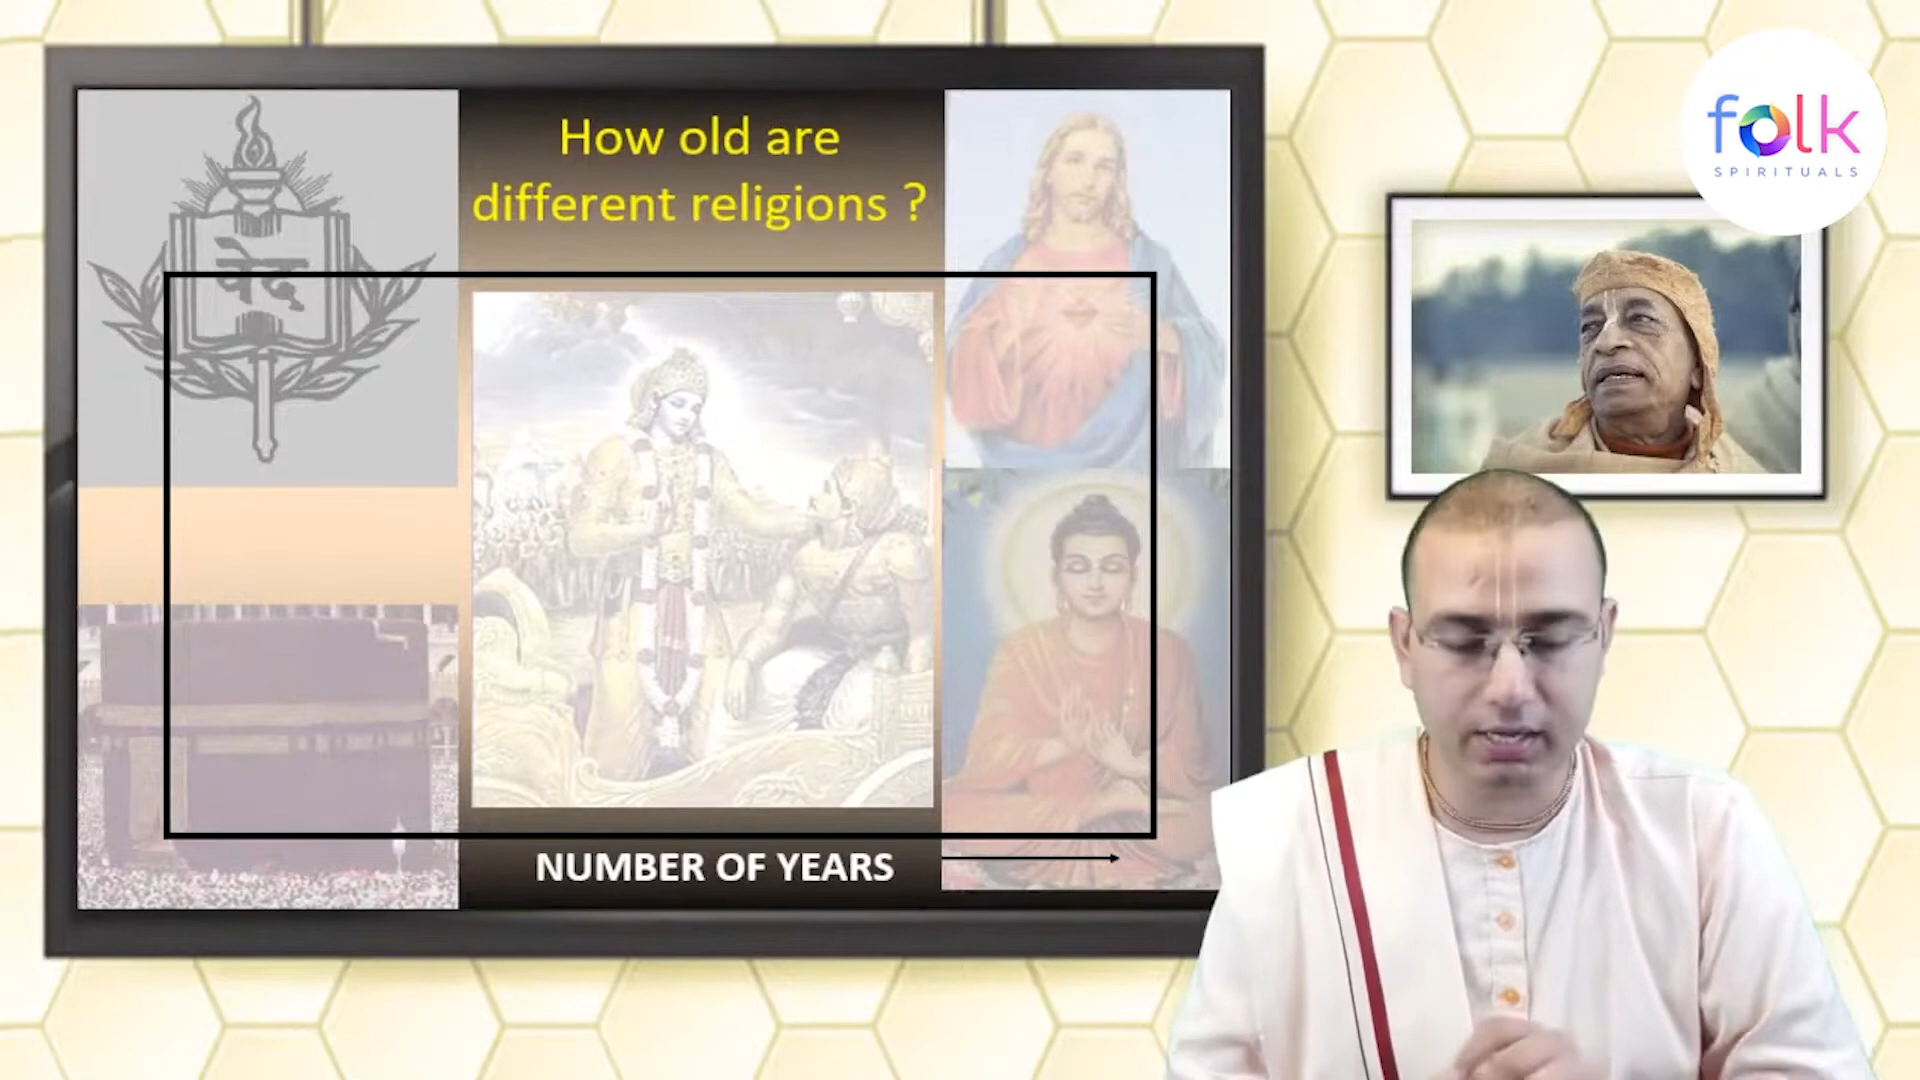 How old are
different religions ?
वेद
NUMBER OF YEARS
folk
SPIRITUALS